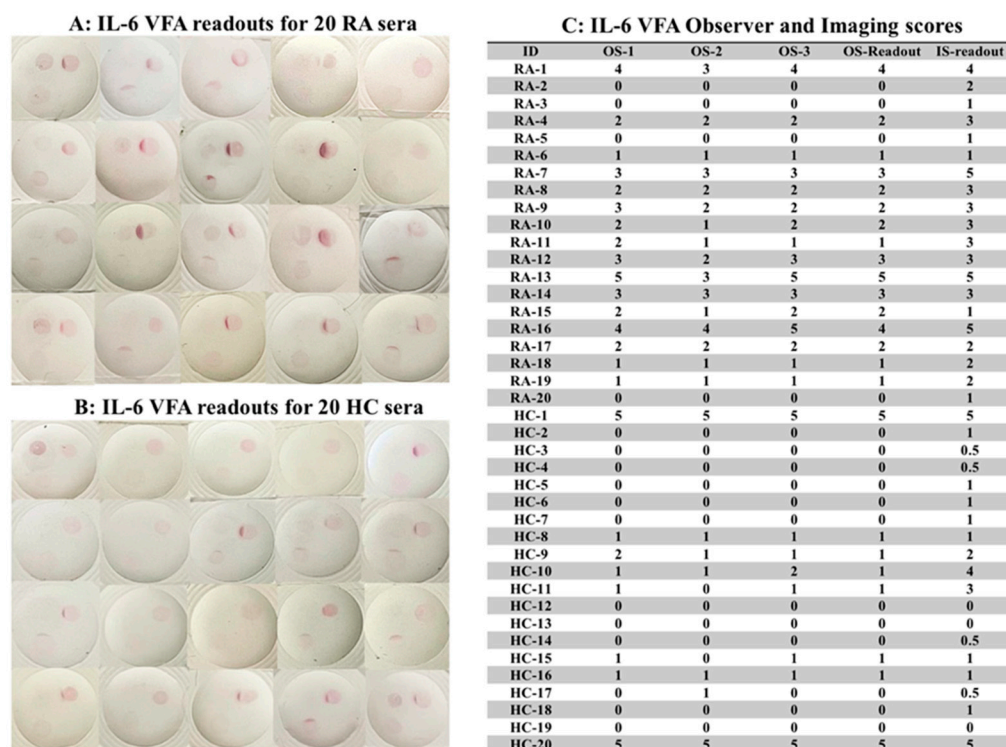 A: IL-6 VFA readouts for 20 RA sera
B: IL-6 VFA readouts for 20 HC sera
C: IL-6 VFA Observer and Imaging scores
ID OS-1 OS-2 OS-3 OS-Readout IS-readout
RA-1 4 3 4 4 4
RA-2 0 0 0 0 2
RA-3 0 0 0 0 1
RA-4 2 2 2 2 3
RA-5 0 0 0 0 1
RA-6 1 1 1 1 1
RA-7 3 3 3 3 5
RA-8 2 2 2 2 3
RA-9 3 2 2 2 3
RA-10 2 1 2 2 3
RA-11 2 1 1 1 3
RA-12 3 2 3 3 3
RA-13 5 3 5 5 5
RA-14 3 3 3 3 3
RA-15 2 1 2 2 1
RA-16 4 4 5 4 5
RA-17 2 2 2 2 2
RA-18 1 1 1 1 2
RA-19 1 1 1 1 2
RA-20 0 0 0 0 1
HC-1 5 5 5 5 5
HC-2 0 0 0 0 1
HC-3 0 0 0 0 0.5
HC-4 0 0 0 0 0.5
HC-5 0 0 0 0 1
HC-6 0 0 0 0 1
HC-7 0 0 0 0 1
HC-8 1 1 1 1 1
HC-9 2 1 1 1 2
HC-10 1 1 2 1 4
HC-11 1 0 1 1 3
HC-12 0 0 0 0 0
HC-13 0 0 0 0 0
HC-14 0 0 0 0 0.5
HC-15 1 0 1 1 1
HC-16 1 1 1 1 1
HC-17 0 1 0 0 0.5
HC-18 0 0 0 0 1
HC-19 0 0 0 0 0
HC-20 5 5 5 5 5